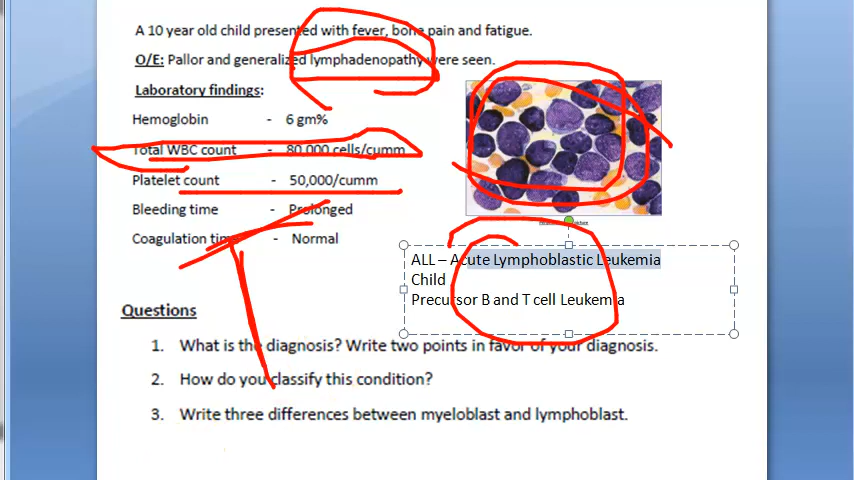 A 10 year old child presented with fever, bone pain and fatigue.
O/E: Pallor and generalized lymphadenopathy were seen.
Laboratory findings:
Hemoglobin - 6 gm%
Total WBC count - 80,000 cells/cumm
Platelet count - 50,000/cumm
Bleeding time - Prolonged
Coagulation time - Normal
ALL – Acute Lymphoblastic Leukemia
Child
Precursor B and T cell Leukemia
Questions
1. What is the diagnosis? Write two points in favor of your diagnosis.
2. How do you classify this condition?
3. Write three differences between myeloblast and lymphoblast.